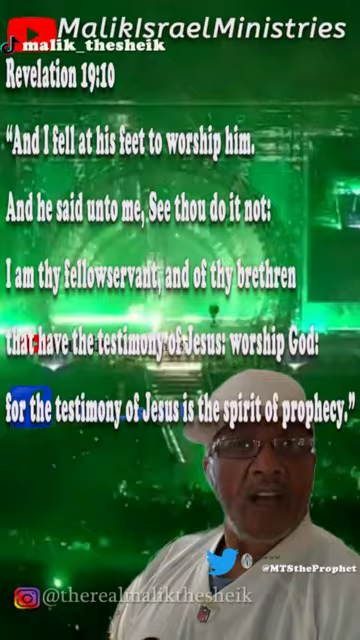 MalikIsraelMinistries
malik_thesheik
Revelation 19:10
“And I fell at his feet to worship him.
And he said unto me, See thou do it not:
I am thy fellowservant, and of thy brethren
that have the testimony of Jesus: worship God:
for the testimony of Jesus is the spirit of prophecy.”
@MTStheProphet
@therealmalikthesheik